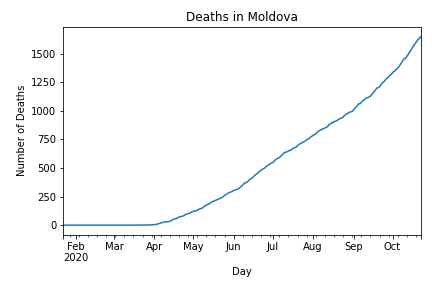 Deaths in Moldova
Number of Deaths
1500
1250
1000
750
500
250
0
Feb Mar Apr May Jun Jul Aug Sep Oct
2020
Day